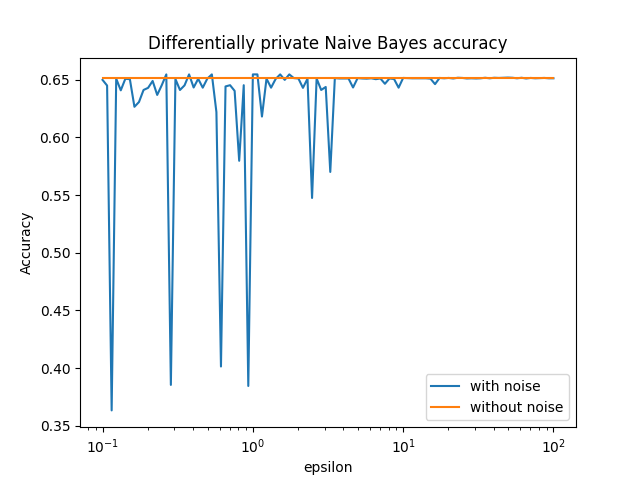 Differentially private Naive Bayes accuracy
Accuracy
0.65
0.60
0.55
0.50
0.45
0.40
0.35
10⁻¹
10⁰
10¹
10²
epsilon
with noise
without noise